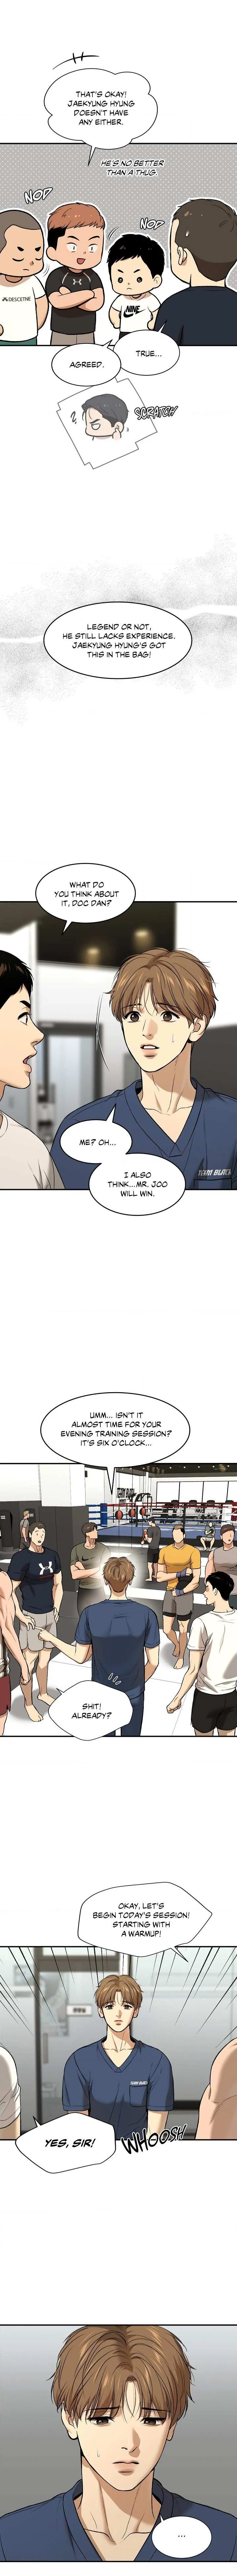 THAT'S OKAY!
JAEKYUNG HYUNG
DOESN'T HAVE
ANY EITHER.
HE'S NO BETTER
THAN A THUG.
NOD
NOD
DESCETNE
NINE
TRUE...
AGREED.
SCRATCH
LEGEND OR NOT,
HE STILL LACKS EXPERIENCE.
JAEKYUNG HYUNG'S GOT
THIS IN THE BAG!
WHAT DO
YOU THINK ABOUT
IT, DOC DAN?
ME? OH...
TEAM BLACK
I ALSO
THINK...MR. JOO
WILL WIN.
UMM... ISN'T IT
ALMOST TIME FOR YOUR
EVENING TRAINING SESSION?
IT'S SIX O'CLOCK...
SHIT!
ALREADY?
OKAY, LET'S
BEGIN TODAY'S SESSION!
STARTING WITH
A WARMUP!
TEAM BLACK
YES, SIR!
WHOOSH
...